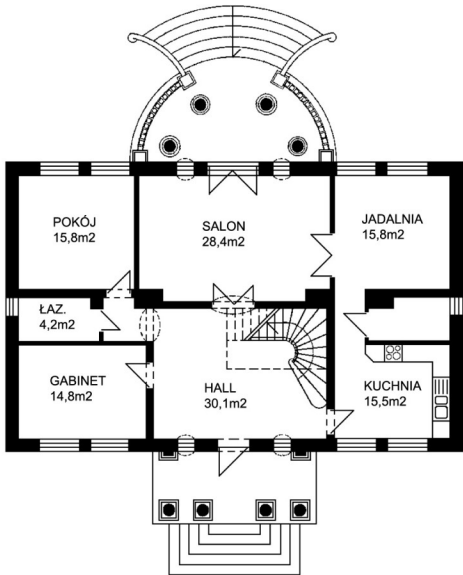 POKÓJ
15,8m2
SALON
28,4m2
JADALNIA
15,8m2
ŁAZ.
4,2m2
GABINET
14,8m2
HALL
30,1m2
KUCHNIA
15,5m2